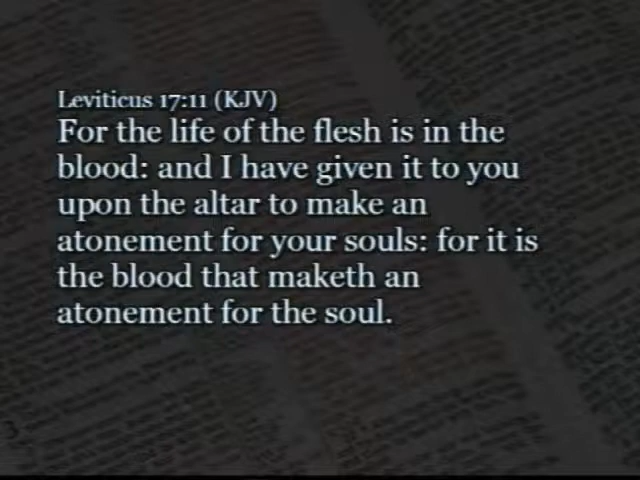 Leviticus 17:11 (KJV)
For the life of the flesh is in the
blood: and I have given it to you
upon the altar to make an
atonement for your souls: for it is
the blood that maketh an
atonement for the soul.